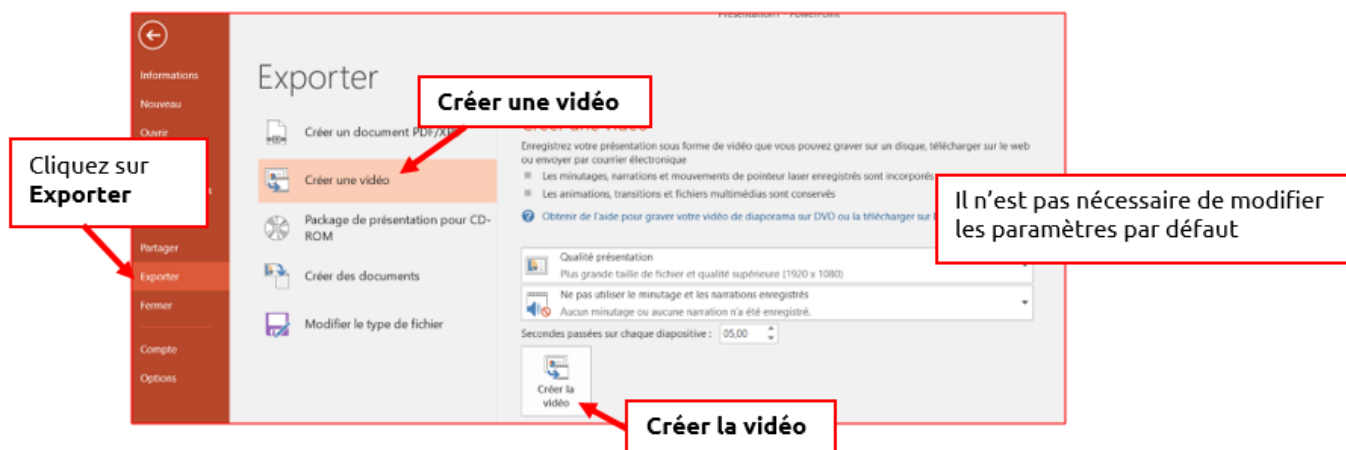 Présentation1 - PowerPoint
Informations
Nouveau
Ouvrir
Partager
Exporter
Fermer
Compte
Options
Cliquez sur
Exporter
Exporter
Créer un document PDF/X
Créer une vidéo
Package de présentation pour CD-
ROM
Créer des documents
Modifier le type de fichier
Créer une vidéo
Enregistrez votre présentation sous forme de vidéo que vous pouvez graver sur un disque, télécharger sur le web
ou envoyer par courrier électronique
Les minutages, narrations et mouvements de pointeur laser enregistrés sont incorporés
Les animations, transitions et fichiers multimédias sont conservés
Obtenir de l'aide pour graver votre vidéo de diaporama sur DVD ou la télécharger sur
Il n’est pas nécessaire de modifier
les paramètres par défaut
Qualité présentation
Plus grande taille de fichier et qualité supérieure (1920 x 1080)
Ne pas utiliser le minutage et les narrations enregistrés
Aucun minutage ou aucune narration n'a été enregistré.
Secondes passées sur chaque diapositive : 05,00
Créer la
vidéo
Créer la vidéo